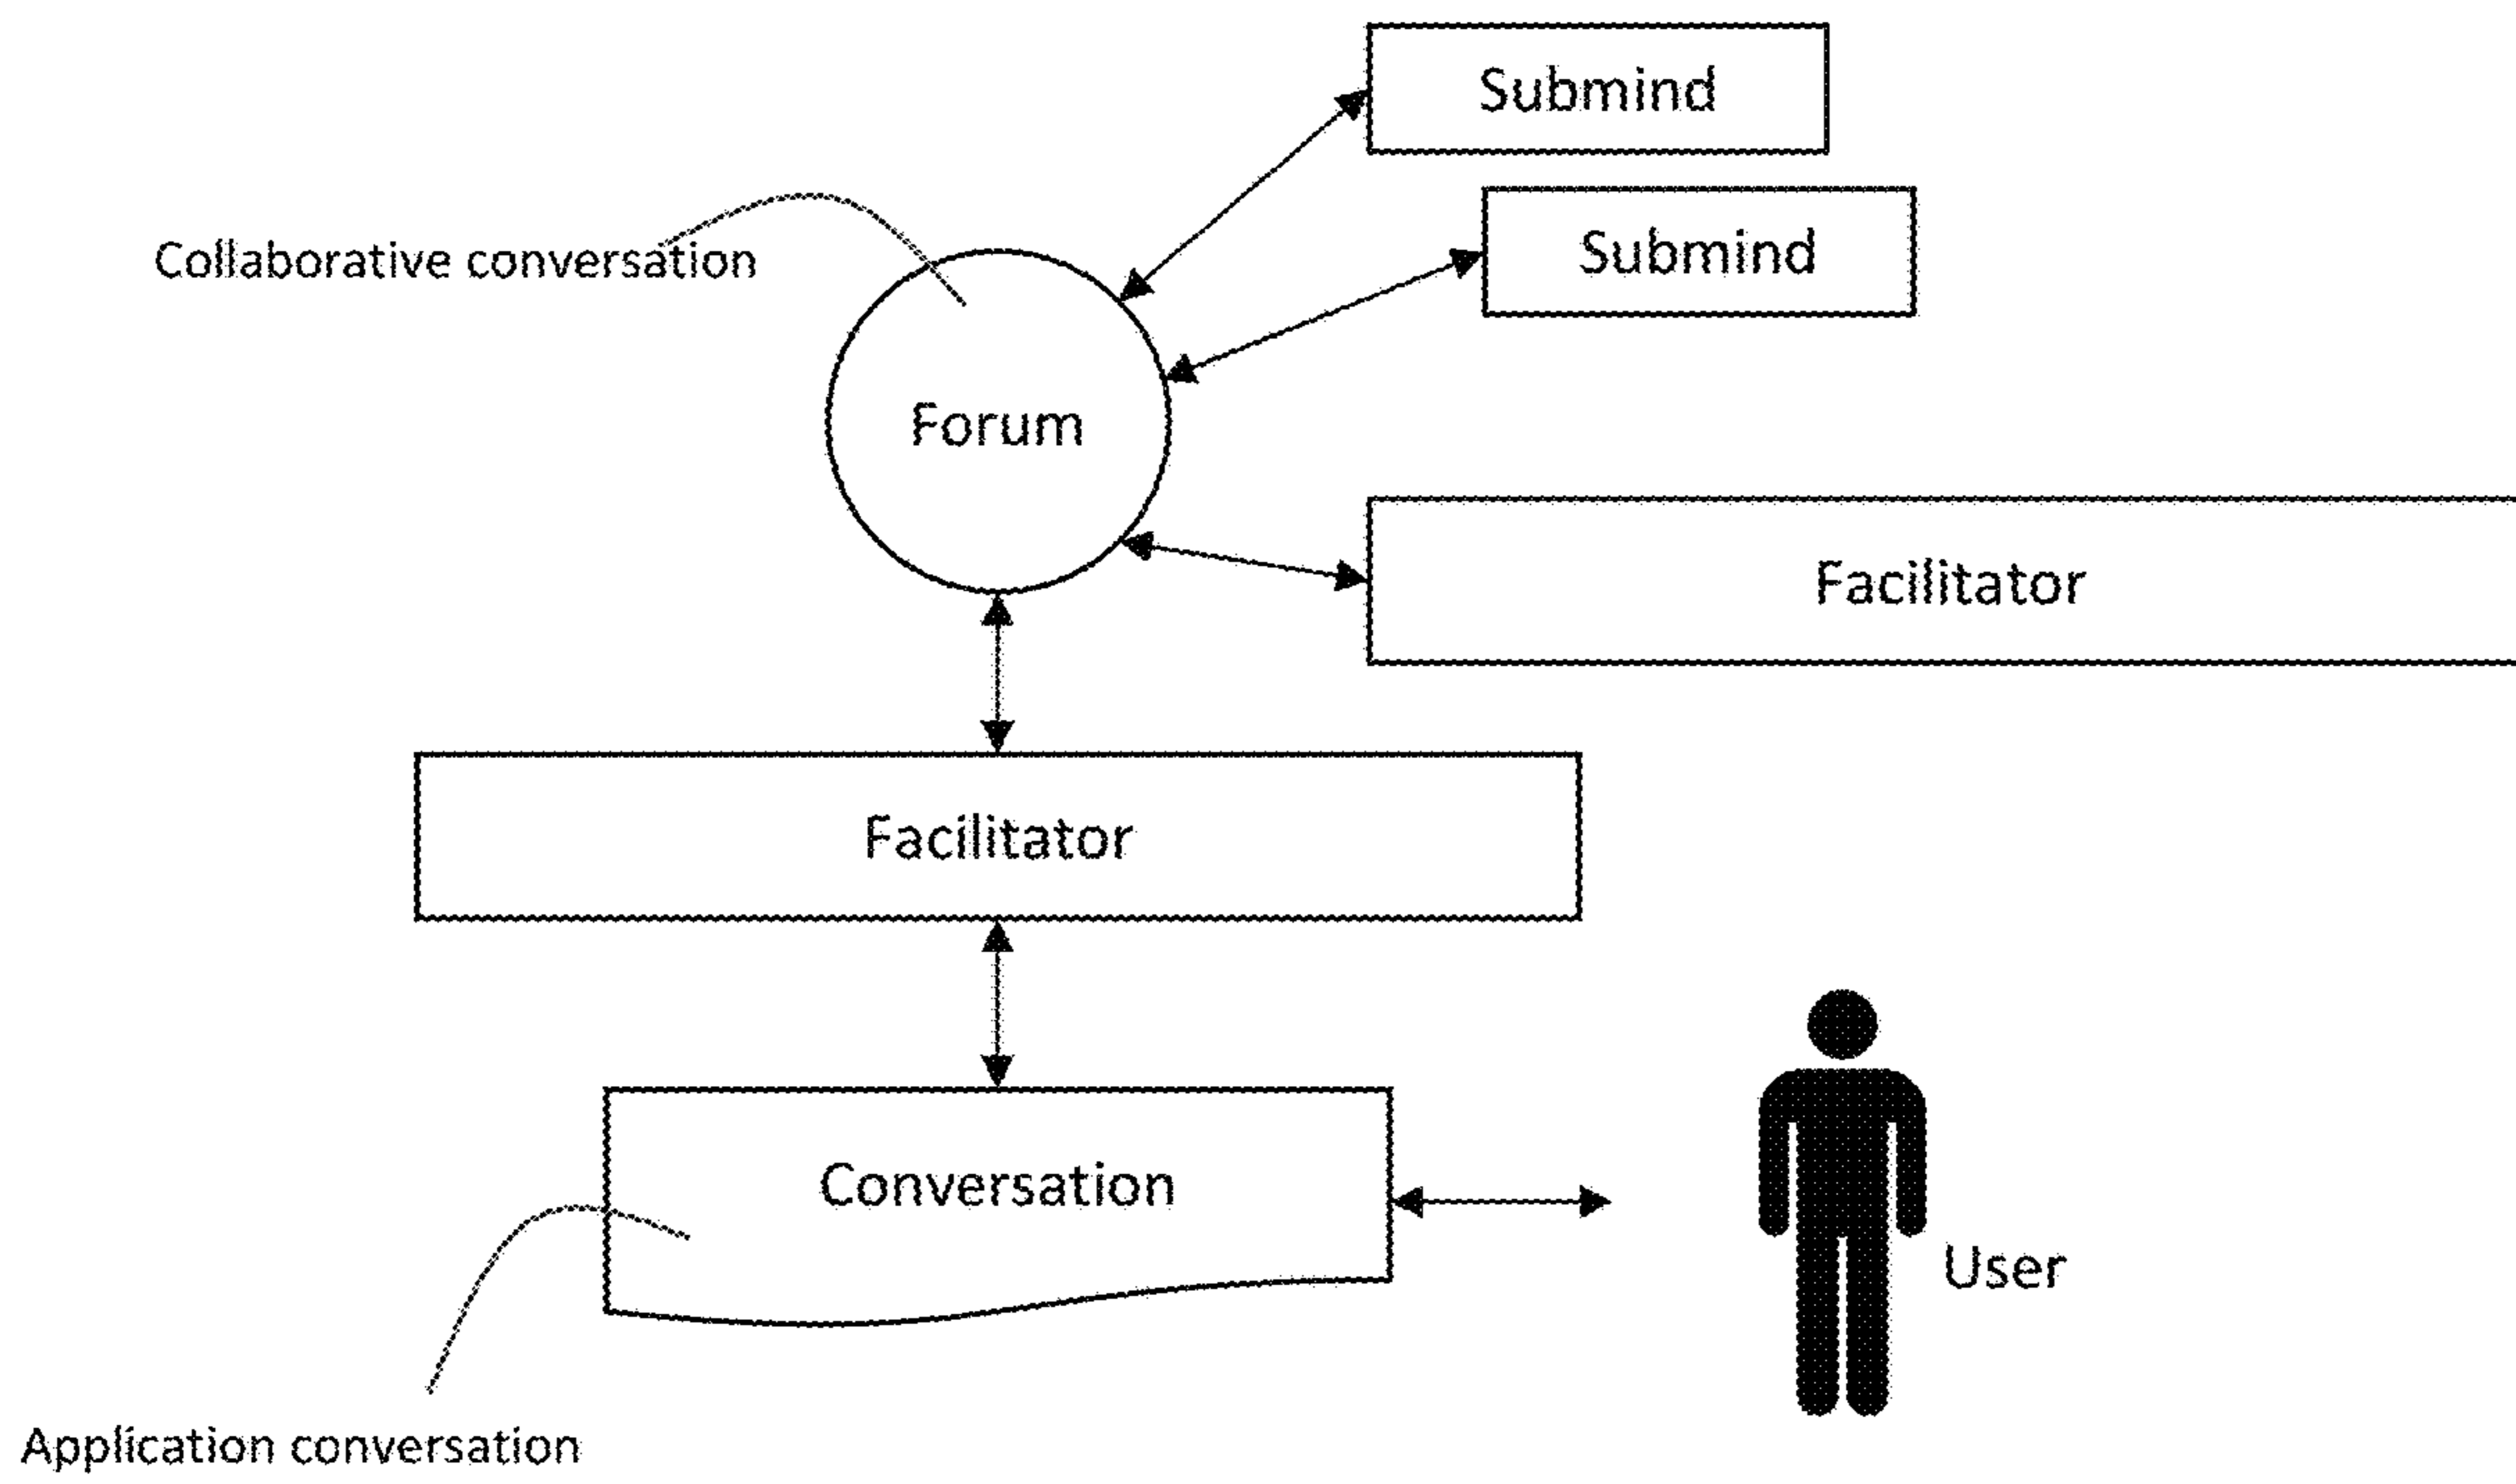 Submind
Submind
Collaborative conversation
Forum
Facilitator
Facilitator
Conversation
User
Application conversation